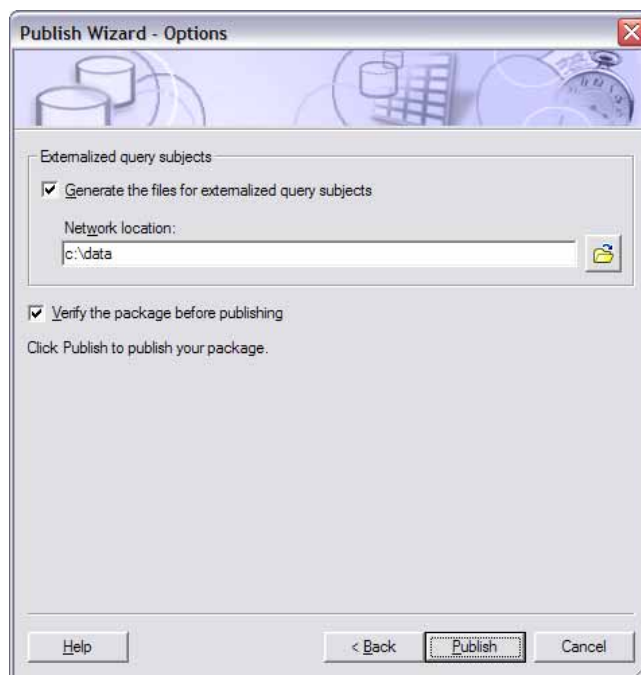 Publish Wizard - Options
Externalized query subjects
Generate the files for externalized query subjects
Network location:
c:\data
Verify the package before publishing
Click Publish to publish your package.
Help
< Back
Publish
Cancel